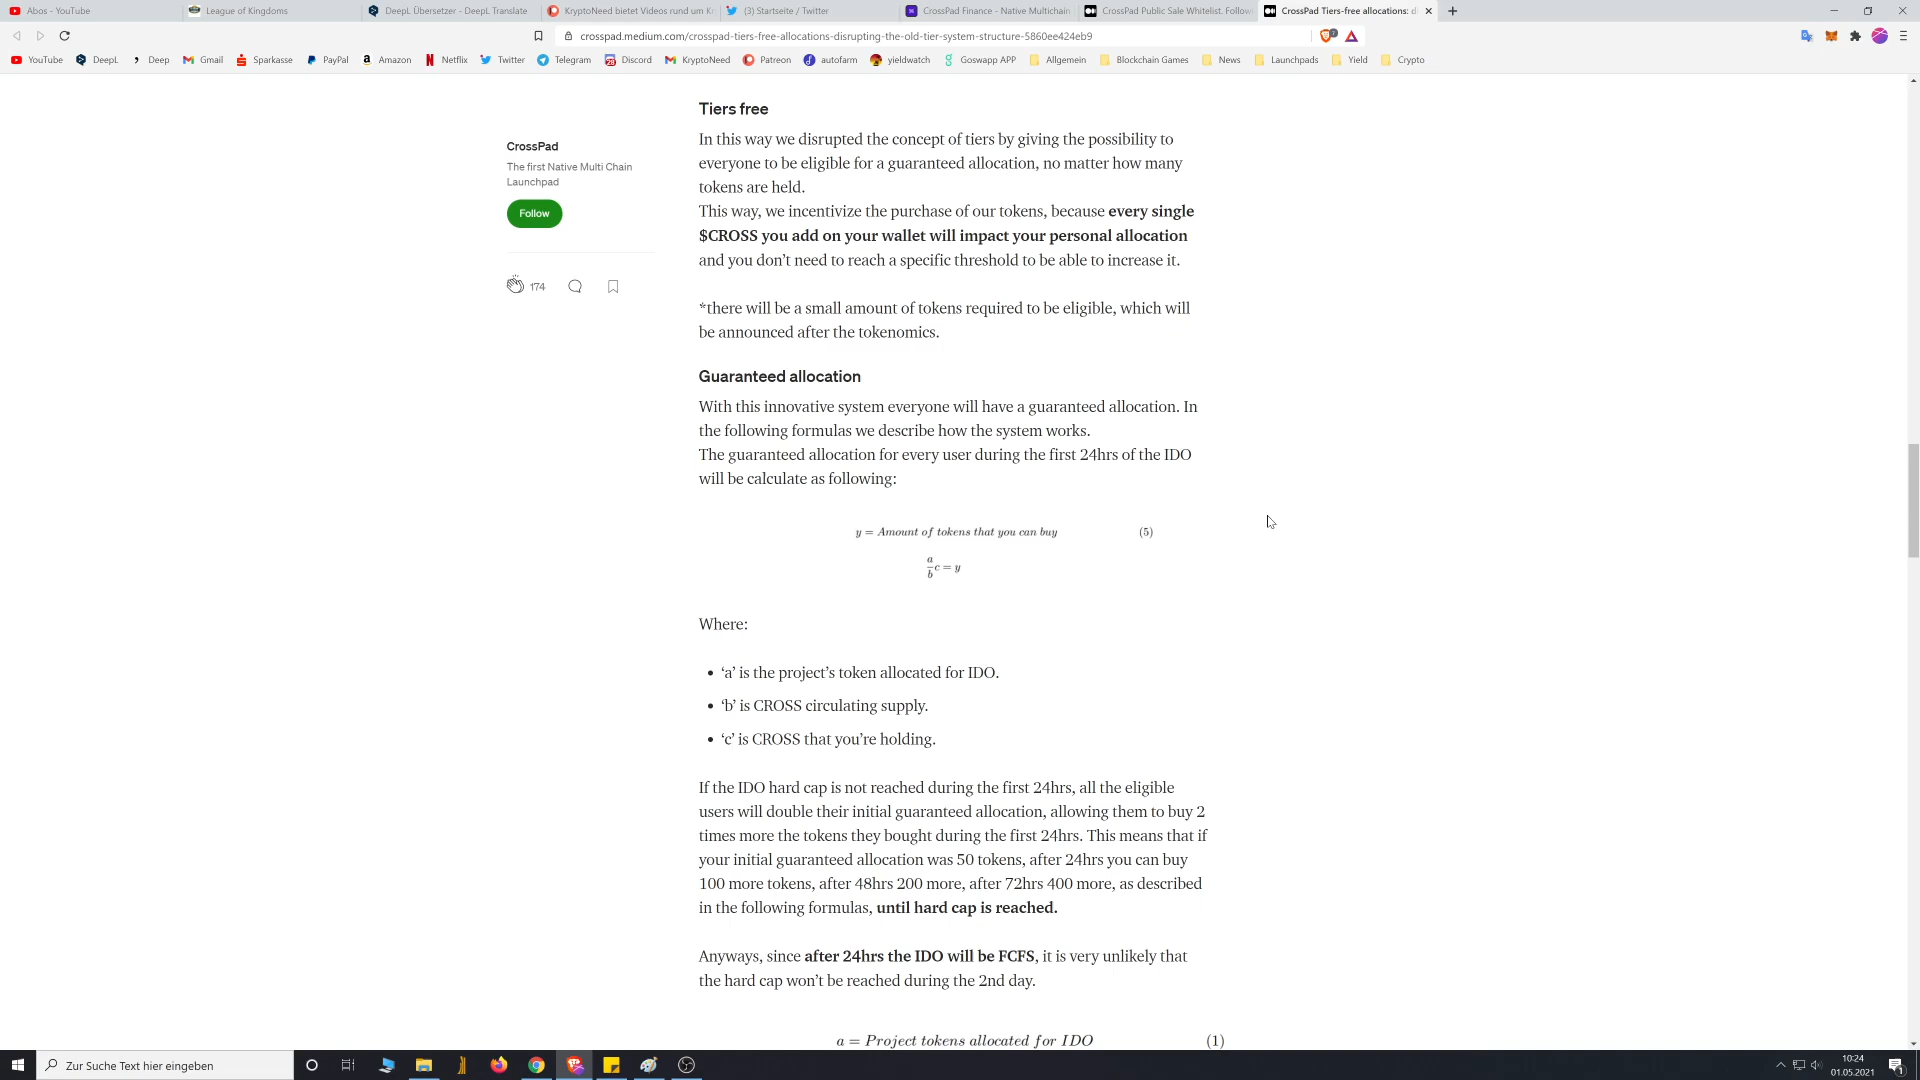 Abos - YouTube
League of Kingdoms
DeepL Übersetzer - DeepL Translate
KryptoNeed bietet Videos rund um Kr
(3) Startseite / Twitter
CrossPad Finance - Native Multichain
CrossPad Public Sale Whitelist. Follow
CrossPad Tiers-free allocations: d
crosspad.medium.com/crosspad-tiers-free-allocations-disrupting-the-old-tier-system-structure-5860ee424eb9
YouTube
DeepL
Deep
Gmail
Sparkasse
PayPal
Amazon
Netflix
Twitter
Telegram
Discord
KryptoNeed
Patreon
autofarm
yieldwatch
Goswapp APP
Allgemein
Blockchain Games
News
Launchpads
Yield
Crypto
CrossPad
The first Native Multi Chain
Launchpad
Follow
174
Tiers free
In this way we disrupted the concept of tiers by giving the possibility to
everyone to be eligible for a guaranteed allocation, no matter how many
tokens are held.
This way, we incentivize the purchase of our tokens, because every single
$CROSS you add on your wallet will impact your personal allocation
and you don't need to reach a specific threshold to be able to increase it.
*there will be a small amount of tokens required to be eligible, which will
be announced after the tokenomics.
Guaranteed allocation
With this innovative system everyone will have a guaranteed allocation. In
the following formulas we describe how the system works.
The guaranteed allocation for every user during the first 24hrs of the IDO
will be calculate as following:
y = Amount of tokens that you can buy (5)
a/b c = y
Where:
• 'a' is the project's token allocated for IDO.
• 'b' is CROSS circulating supply.
• 'c' is CROSS that you're holding.
If the IDO hard cap is not reached during the first 24hrs, all the eligible
users will double their initial guaranteed allocation, allowing them to buy 2
times more the tokens they bought during the first 24hrs. This means that if
your initial guaranteed allocation was 50 tokens, after 24hrs you can buy
100 more tokens, after 48hrs 200 more, after 72hrs 400 more, as described
in the following formulas, until hard cap is reached.
Anyways, since after 24hrs the IDO will be FCFS, it is very unlikely that
the hard cap won't be reached during the 2nd day.
a = Project tokens allocated for IDO (1)
Zur Suche Text hier eingeben
10:24
01.05.2021